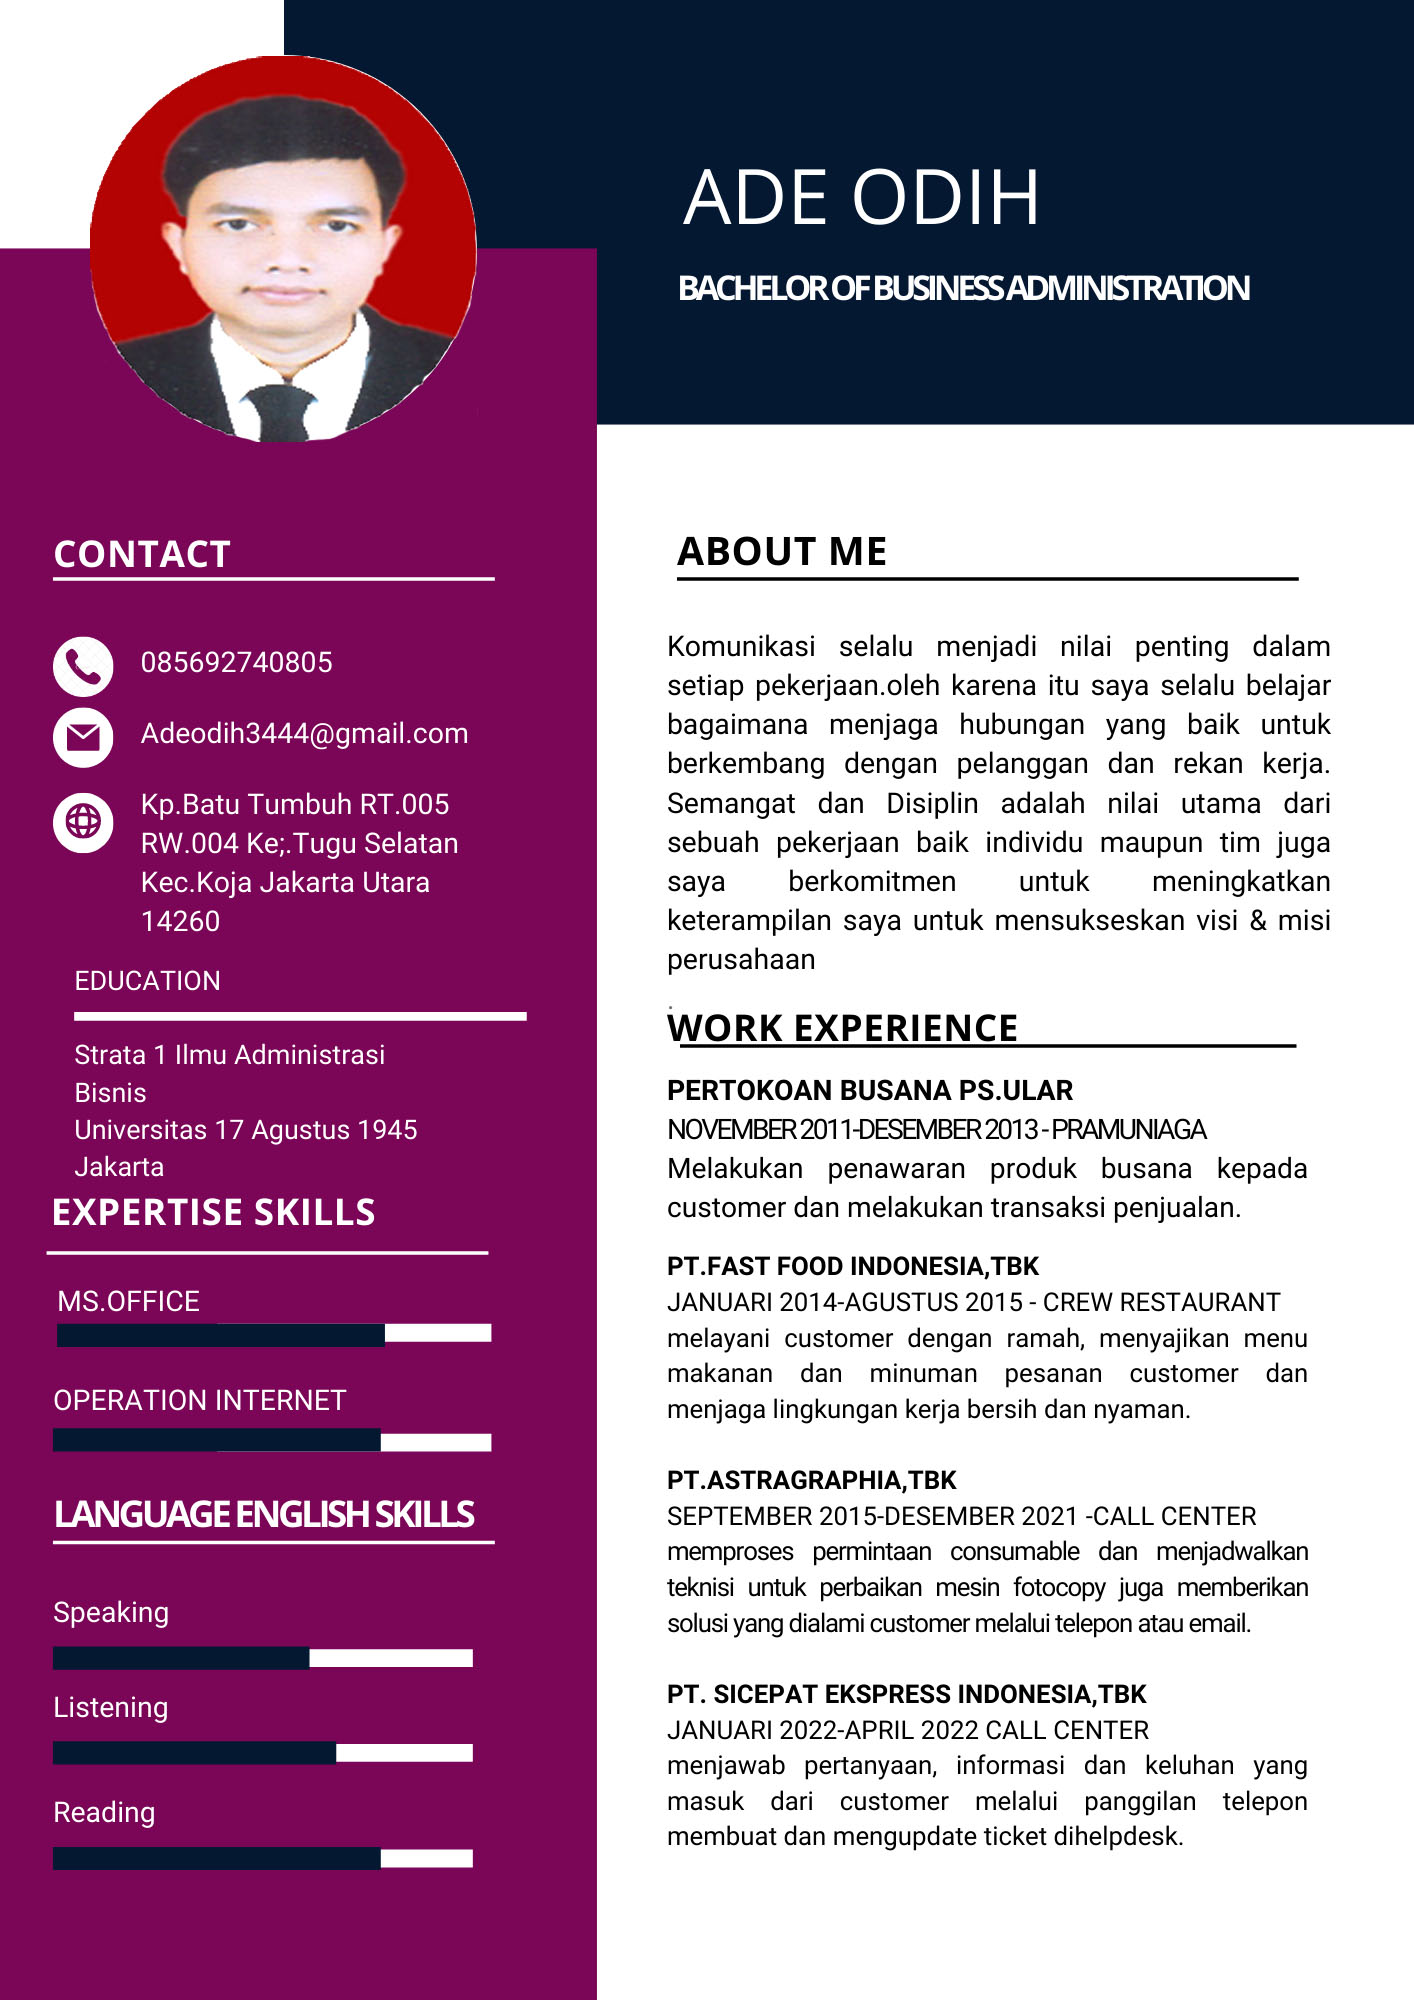 ADE ODIH
BACHELOR OF BUSINESS ADMINISTRATION
CONTACT
085692740805
Adeodih3444@gmail.com
Kp.Batu Tumbuh RT.005
RW.004 Ke;.Tugu Selatan
Kec.Koja Jakarta Utara
14260
EDUCATION
Strata 1 Ilmu Administrasi
Bisnis
Universitas 17 Agustus 1945
Jakarta
EXPERTISE SKILLS
MS.OFFICE
OPERATION INTERNET
LANGUAGE ENGLISH SKILLS
Speaking
Listening
Reading
ABOUT ME
Komunikasi selalu menjadi nilai penting dalam
setiap pekerjaan.oleh karena itu saya selalu belajar
bagaimana menjaga hubungan yang baik untuk
berkembang dengan pelanggan dan rekan kerja.
Semangat dan Disiplin adalah nilai utama dari
sebuah pekerjaan baik individu maupun tim juga
saya berkomitmen untuk meningkatkan
keterampilan saya untuk mensukseskan visi & misi
perusahaan
.
WORK EXPERIENCE
PERTOKOAN BUSANA PS.ULAR
NOVEMBER 2011-DESEMBER 2013 - PRAMUNIAGA
Melakukan penawaran produk busana kepada
customer dan melakukan transaksi penjualan.
PT.FAST FOOD INDONESIA,TBK
JANUARI 2014-AGUSTUS 2015 - CREW RESTAURANT
melayani customer dengan ramah, menyajikan menu
makanan dan minuman pesanan customer dan
menjaga lingkungan kerja bersih dan nyaman.
PT.ASTRAGRAPHIA,TBK
SEPTEMBER 2015-DESEMBER 2021 -CALL CENTER
memproses permintaan consumable dan menjadwalkan
teknisi untuk perbaikan mesin fotocopy juga memberikan
solusi yang dialami customer melalui telepon atau email.
PT. SICEPAT EKSPRESS INDONESIA,TBK
JANUARI 2022-APRIL 2022 CALL CENTER
menjawab pertanyaan, informasi dan keluhan yang
masuk dari customer melalui panggilan telepon
membuat dan mengupdate ticket dihelpdesk.